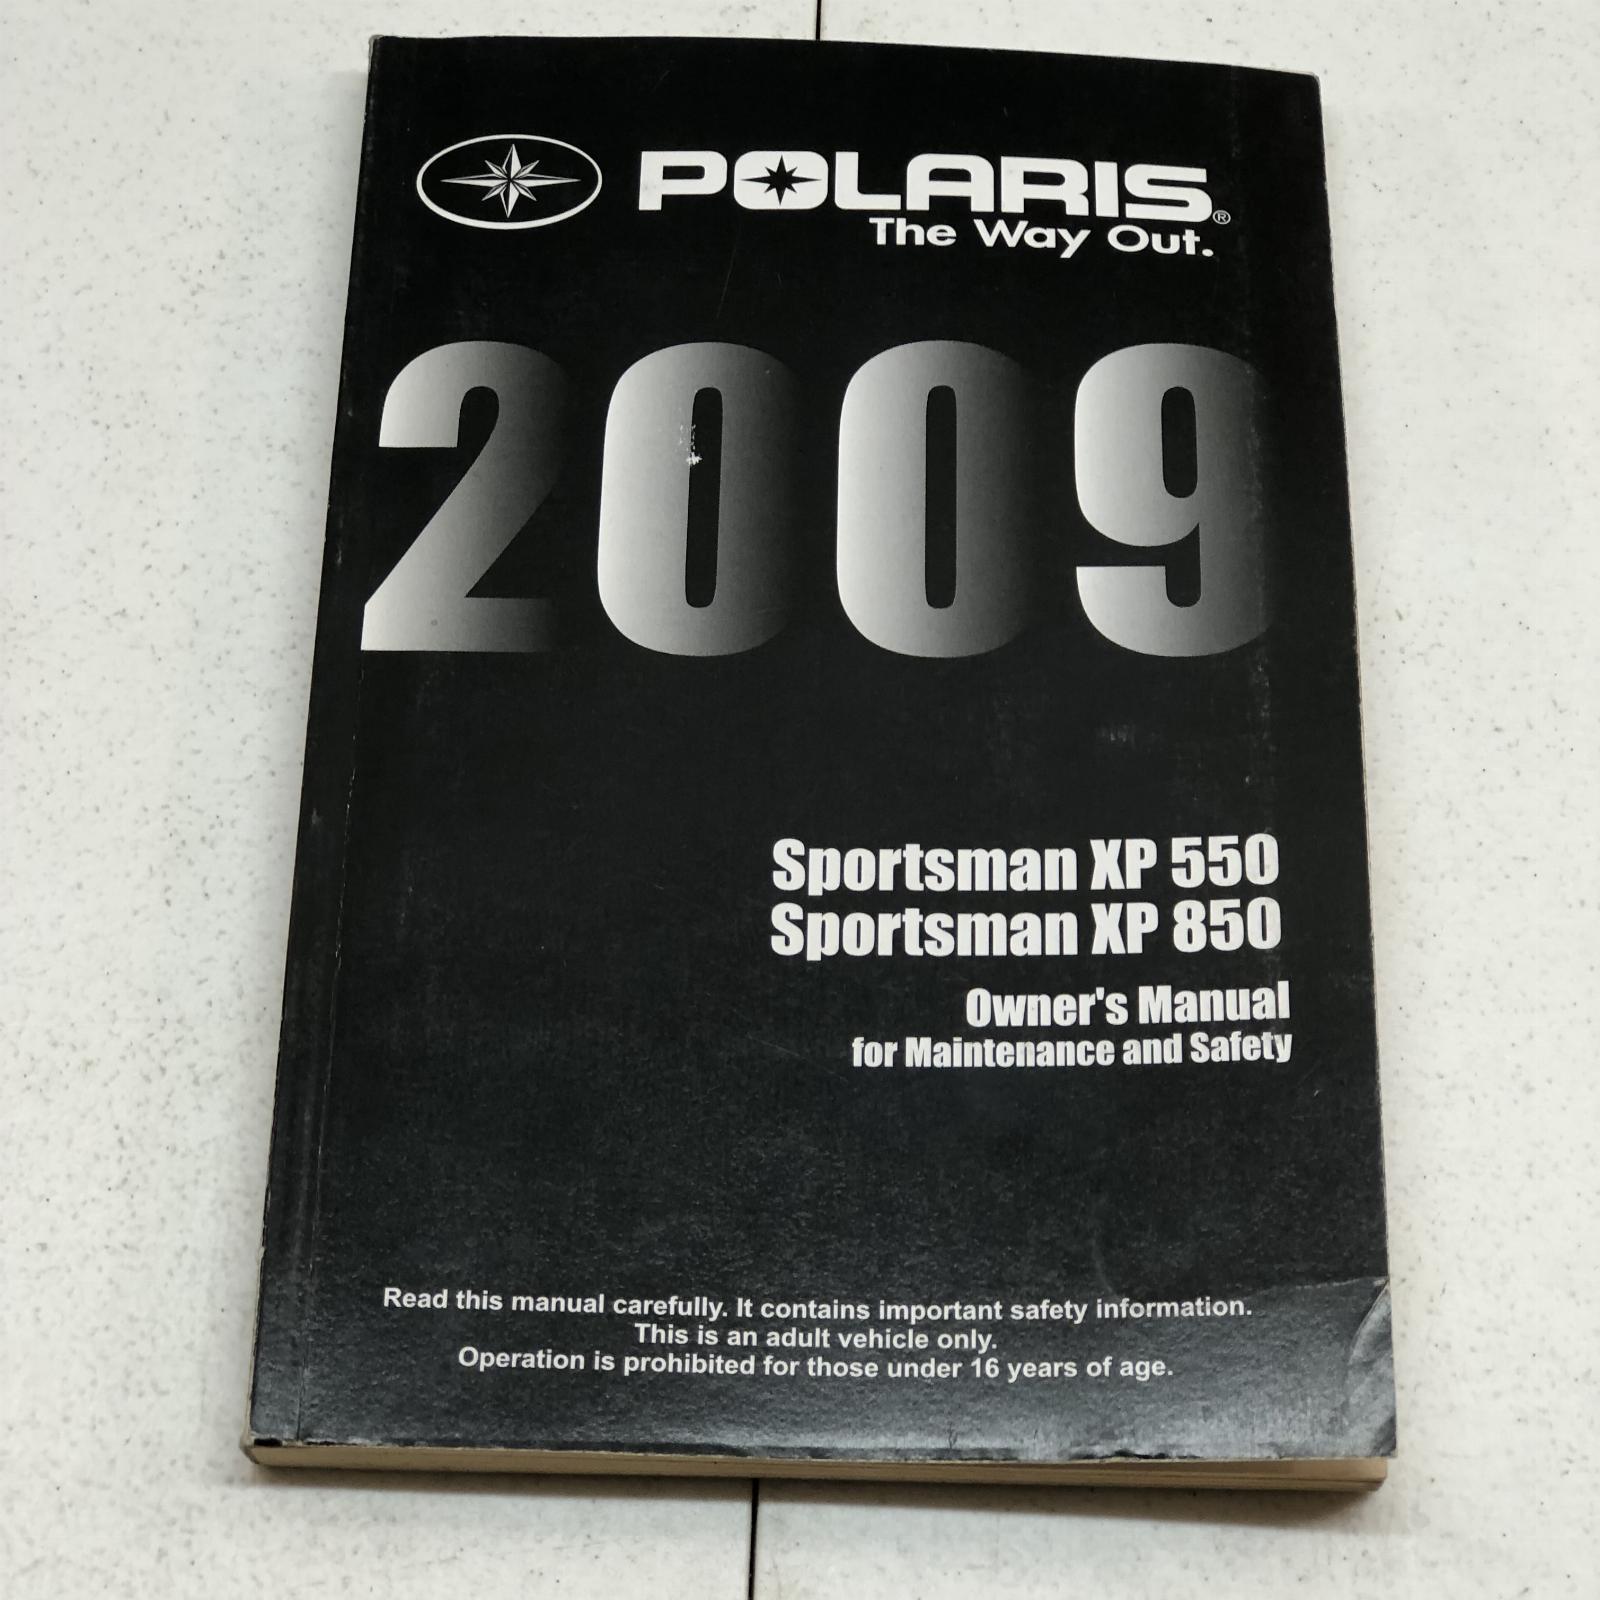 POLARIS®
The Way Out.
2009
Sportsman XP 550
Sportsman XP 850
Owner's Manual
for Maintenance and Safety
Read this manual carefully. It contains important safety information.
This is an adult vehicle only.
Operation is prohibited for those under 16 years of age.